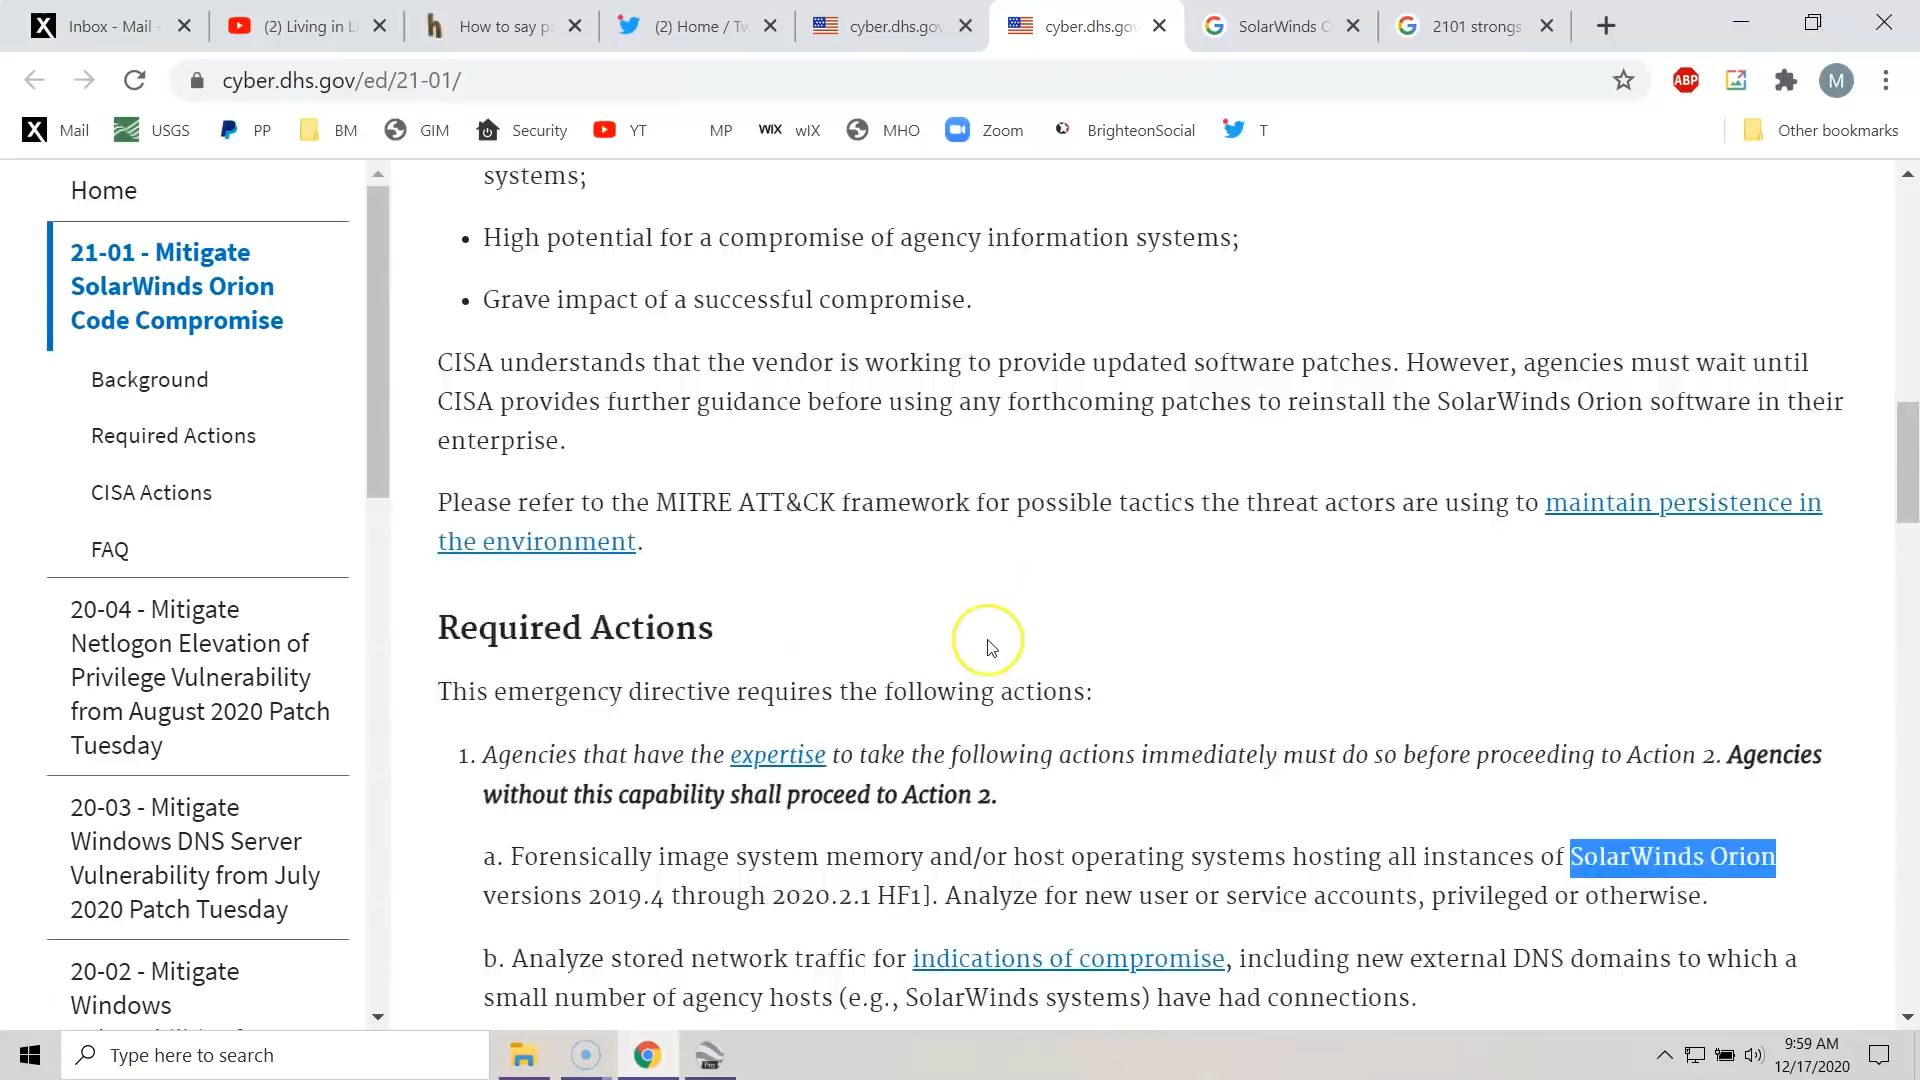 Inbox - Mail -
(2) Living in Li
How to say pa
(2) Home / Tw
cyber.dhs.gov
cyber.dhs.gov
SolarWinds O
2101 strongs
cyber.dhs.gov/ed/21-01/
ABP
M
X Mail
USGS
PP
BM
GIM
Security
YT
MP
WIX wIX
MHO
Zoom
BrighteonSocial
T
Other bookmarks
Home
21-01 - Mitigate
SolarWinds Orion
Code Compromise
Background
Required Actions
CISA Actions
FAQ
20-04 - Mitigate
Netlogon Elevation of
Privilege Vulnerability
from August 2020 Patch
Tuesday
20-03 - Mitigate
Windows DNS Server
Vulnerability from July
2020 Patch Tuesday
20-02 - Mitigate
Windows
systems;
• High potential for a compromise of agency information systems;
• Grave impact of a successful compromise.
CISA understands that the vendor is working to provide updated software patches. However, agencies must wait until
CISA provides further guidance before using any forthcoming patches to reinstall the SolarWinds Orion software in their
enterprise.
Please refer to the MITRE ATT&CK framework for possible tactics the threat actors are using to maintain persistence in
the environment.
Required Actions
This emergency directive requires the following actions:
1. Agencies that have the expertise to take the following actions immediately must do so before proceeding to Action 2. Agencies
without this capability shall proceed to Action 2.
a. Forensically image system memory and/or host operating systems hosting all instances of SolarWinds Orion
versions 2019.4 through 2020.2.1 HF1]. Analyze for new user or service accounts, privileged or otherwise.
b. Analyze stored network traffic for indications of compromise, including new external DNS domains to which a
small number of agency hosts (e.g., SolarWinds systems) have had connections.
Type here to search
9:59 AM
12/17/2020